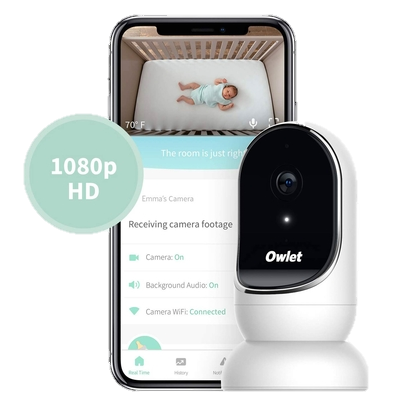 70° F
The room is just right
1080p
HD
Emma's Camera
Receiving camera footage
Camera: On
Background Audio: On
Camera WiFi: Connected
Real Time
History
Owlet